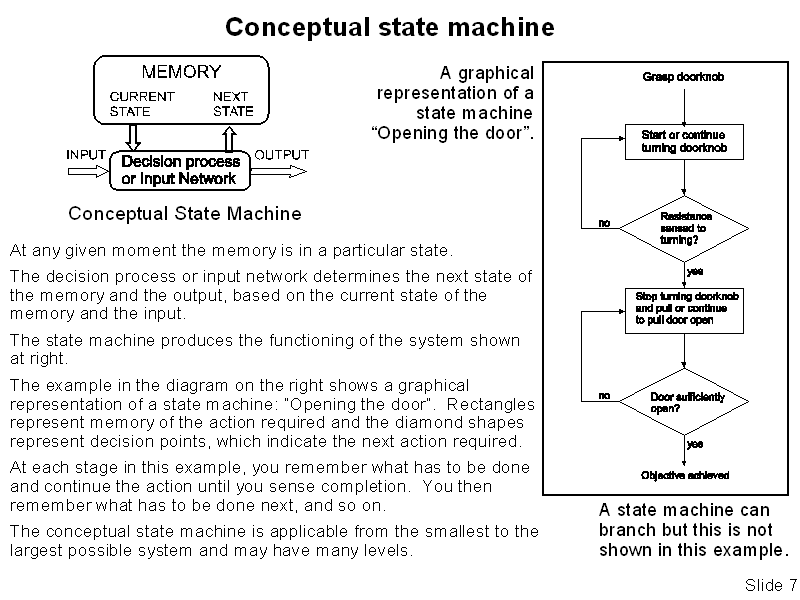 Conceptual state machine
MEMORY
CURRENT NEXT
STATE STATE
INPUT
Decision process
or Input Network
OUTPUT
Conceptual State Machine
A graphical
representation of a
state machine
“Opening the door”.
Grasp doorknob
Start or continue
turning doorknob
Resistance
sensed to
turning?
no
yes
Stop turning doorknob
and pull or continue
to pull door open
Door sufficiently
open?
no
yes
Objective achieved
At any given moment the memory is in a particular state.
The decision process or input network determines the next state of
the memory and the output, based on the current state of the
memory and the input.
The state machine produces the functioning of the system shown
at right.
The example in the diagram on the right shows a graphical
representation of a state machine: “Opening the door”.  Rectangles
represent memory of the action required and the diamond shapes
represent decision points, which indicate the next action required.
At each stage in this example, you remember what has to be done
and continue the action until you sense completion.  You then
remember what has to be done next, and so on.
The conceptual state machine is applicable from the smallest to the
largest possible system and may have many levels.
A state machine can
branch but this is not
shown in this example.
Slide 7